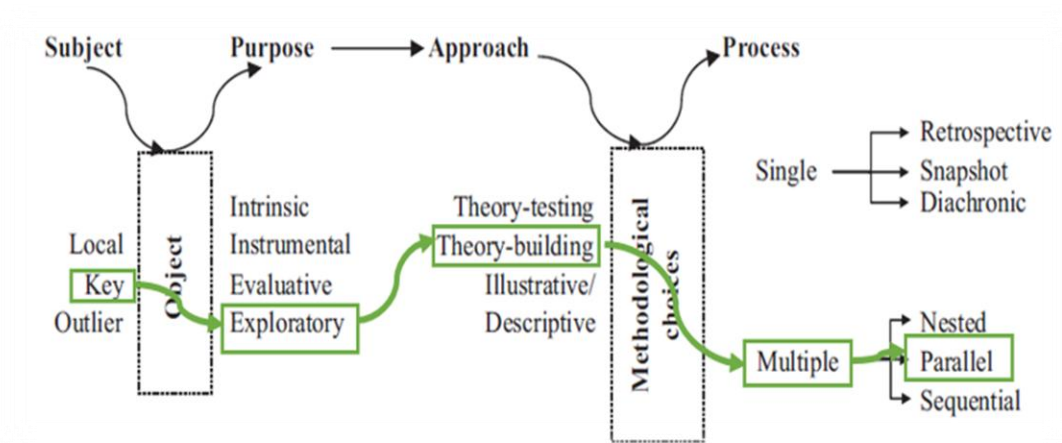 Subject Purpose Approach Process
Local
Key
Outlier
Object
Intrinsic
Instrumental
Evaluative
Exploratory
Theory-testing
Theory-building
Illustrative/
Descriptive
Methodological
choices
Single
Retrospective
Snapshot
Diachronic
Multiple
Nested
Parallel
Sequential